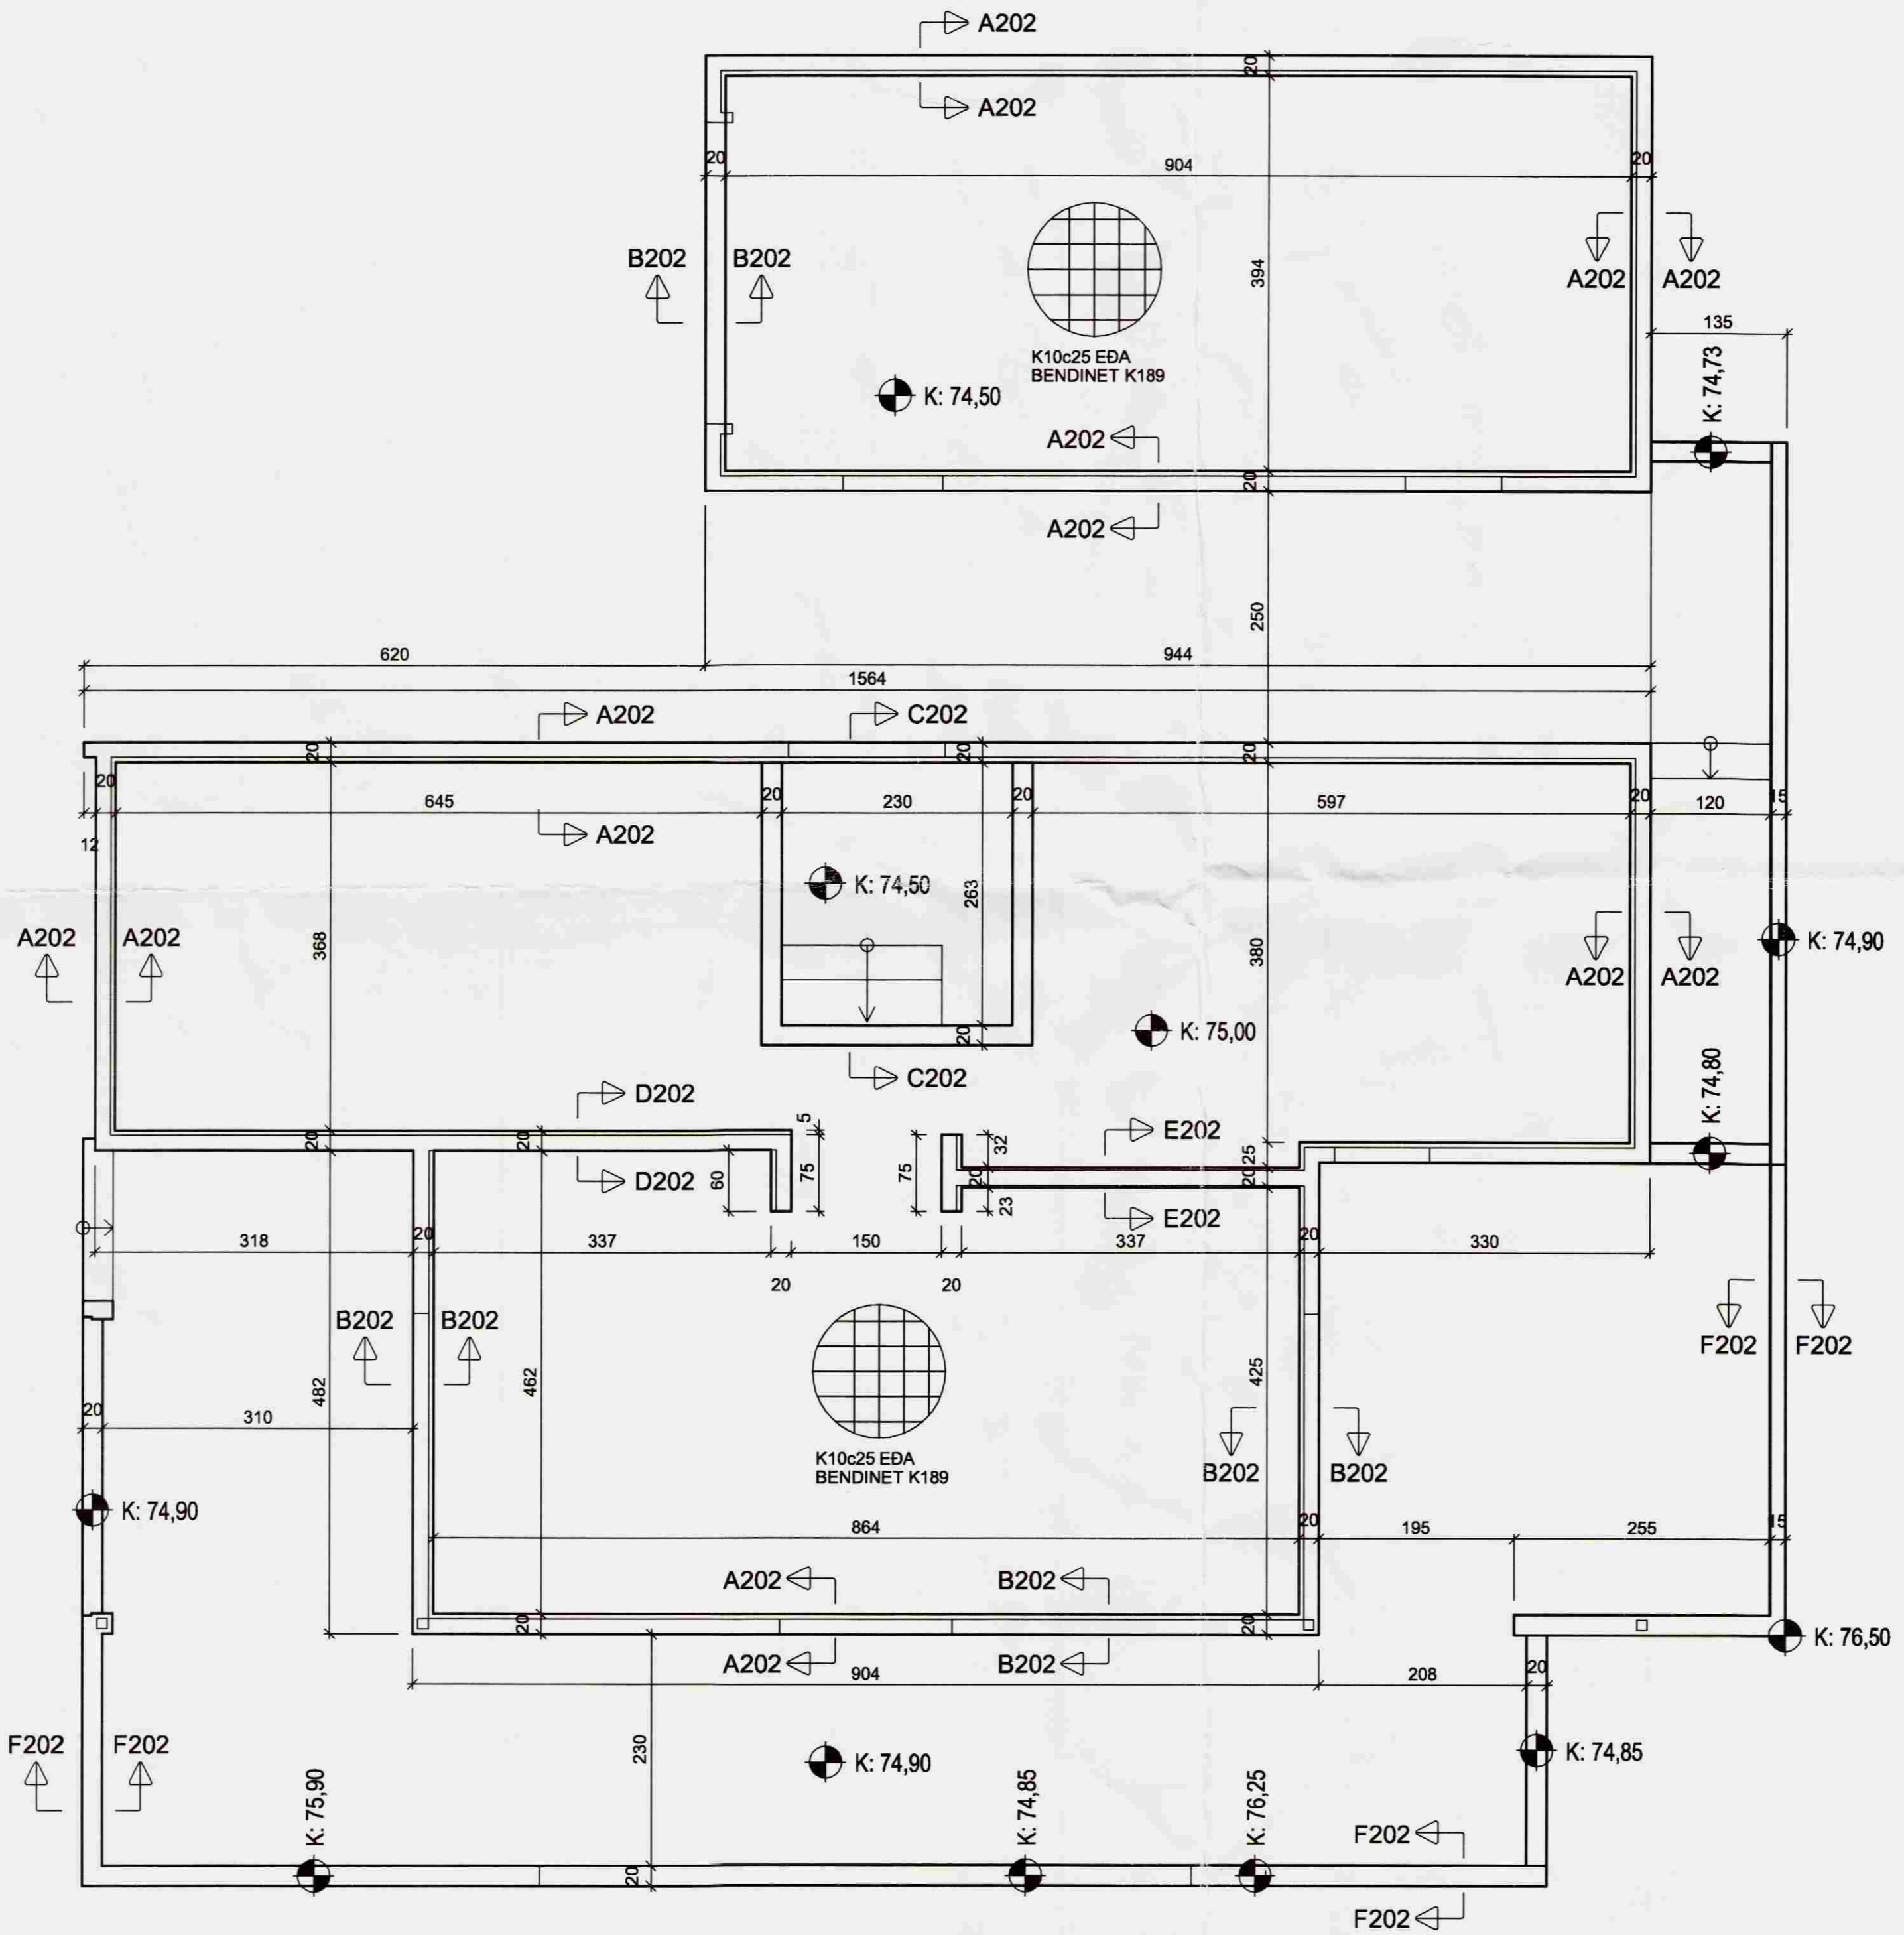 A202
20
A202
20
904
20
B202
B202
394
A202
A202
135
K10c25 EÐA
BENDINET K189
K: 74,73
K: 74,50
A202
20
A202
250
620
944
1564
A202
C202
20
20
20
20
645
20
230
20
597
20
120
15
A202
12
K: 74,50
263
A202
A202
368
380
K: 74,90
A202
A202
K: 75,00
20
C202
K: 74,80
D202
5
E202
20
20
32
25
D202
60
75
75
20
20
23
E202
318
20
337
150
337
20
330
20
20
B202
B202
F202
F202
482
462
425
20
310
K10c25 EÐA
BENDINET K189
B202
B202
K: 74,90
864
20
195
255
15
A202
B202
20
20
K: 76,50
A202
B202
904
208
20
F202
F202
230
K: 74,90
K: 74,85
K: 75,90
K: 74,85
K: 76,25
F202
20
F202